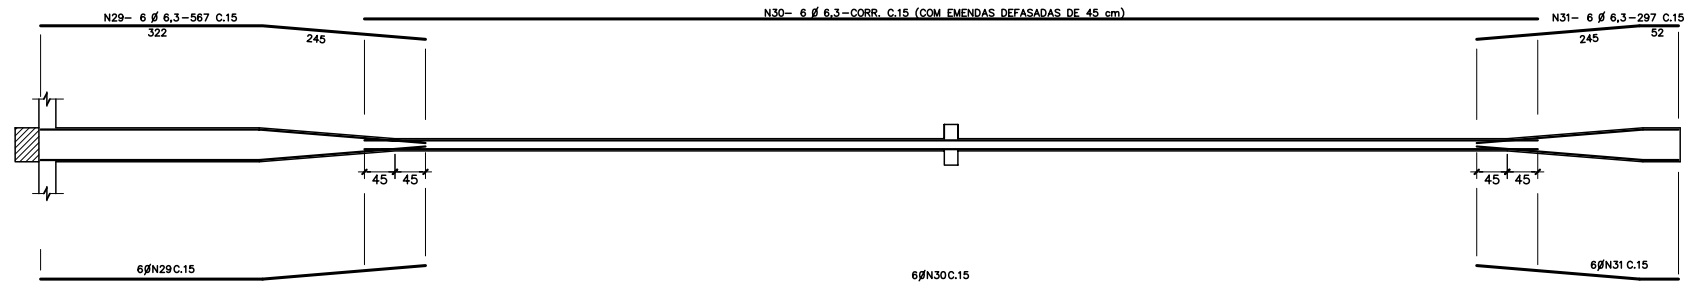 N29- 6 Ø 6,3-567 C.15
322
245
N30- 6 Ø 6,3-CORR. C.15 (COM EMENDAS DEFASADAS DE 45 cm)
N31- 6 Ø 6,3-297 C.15
245
52
45 45
45 45
6ØN29C.15
6ØN30C.15
6ØN31 C.15